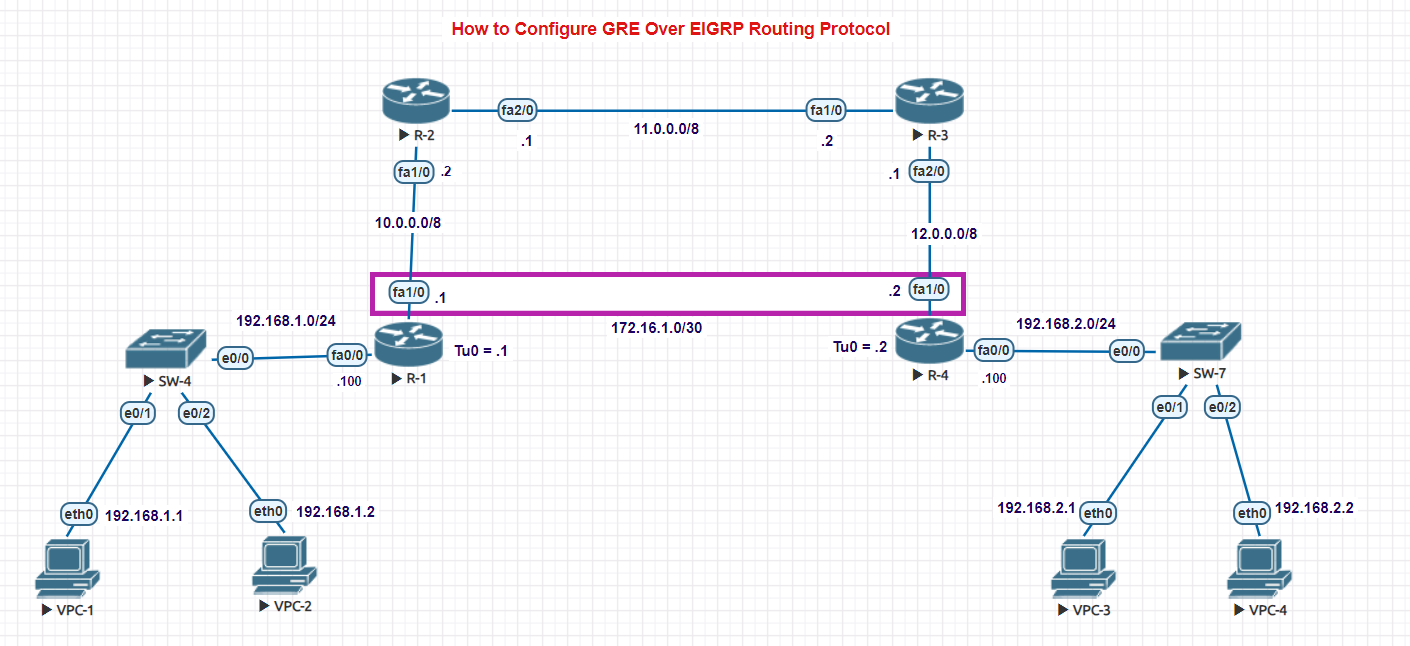 How to Configure GRE Over EIGRP Routing Protocol
fa2/0
11.0.0.0/8
fa1/0
R-2
.1
.2
R-3
fa1/0
.2
.1
fa2/0
10.0.0.0/8
12.0.0.0/8
fa1/0
.1
.2
fa1/0
172.16.1.0/30
192.168.1.0/24
192.168.2.0/24
e0/0
fa0/0
Tu0 = .1
Tu0 = .2
fa0/0
e0/0
SW-4
.100
R-1
R-4
.100
SW-7
e0/1
e0/2
e0/1
e0/2
eth0
192.168.1.1
eth0
192.168.1.2
192.168.2.1
eth0
eth0
192.168.2.2
VPC-1
VPC-2
VPC-3
VPC-4